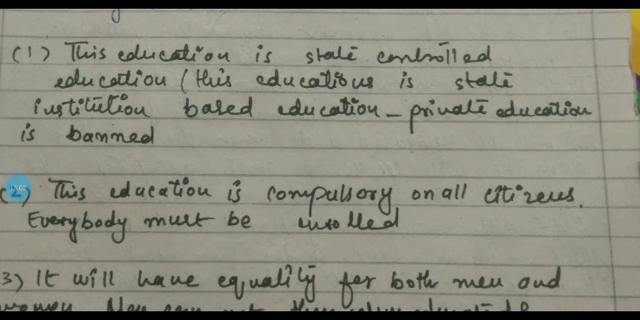 (1) This education is state controlled
education (this educations is state
institution based education - private education
is banned
(2) This education is compulsory on all citizens.
Everybody must be enrolled
3) It will have equality for both men and
women